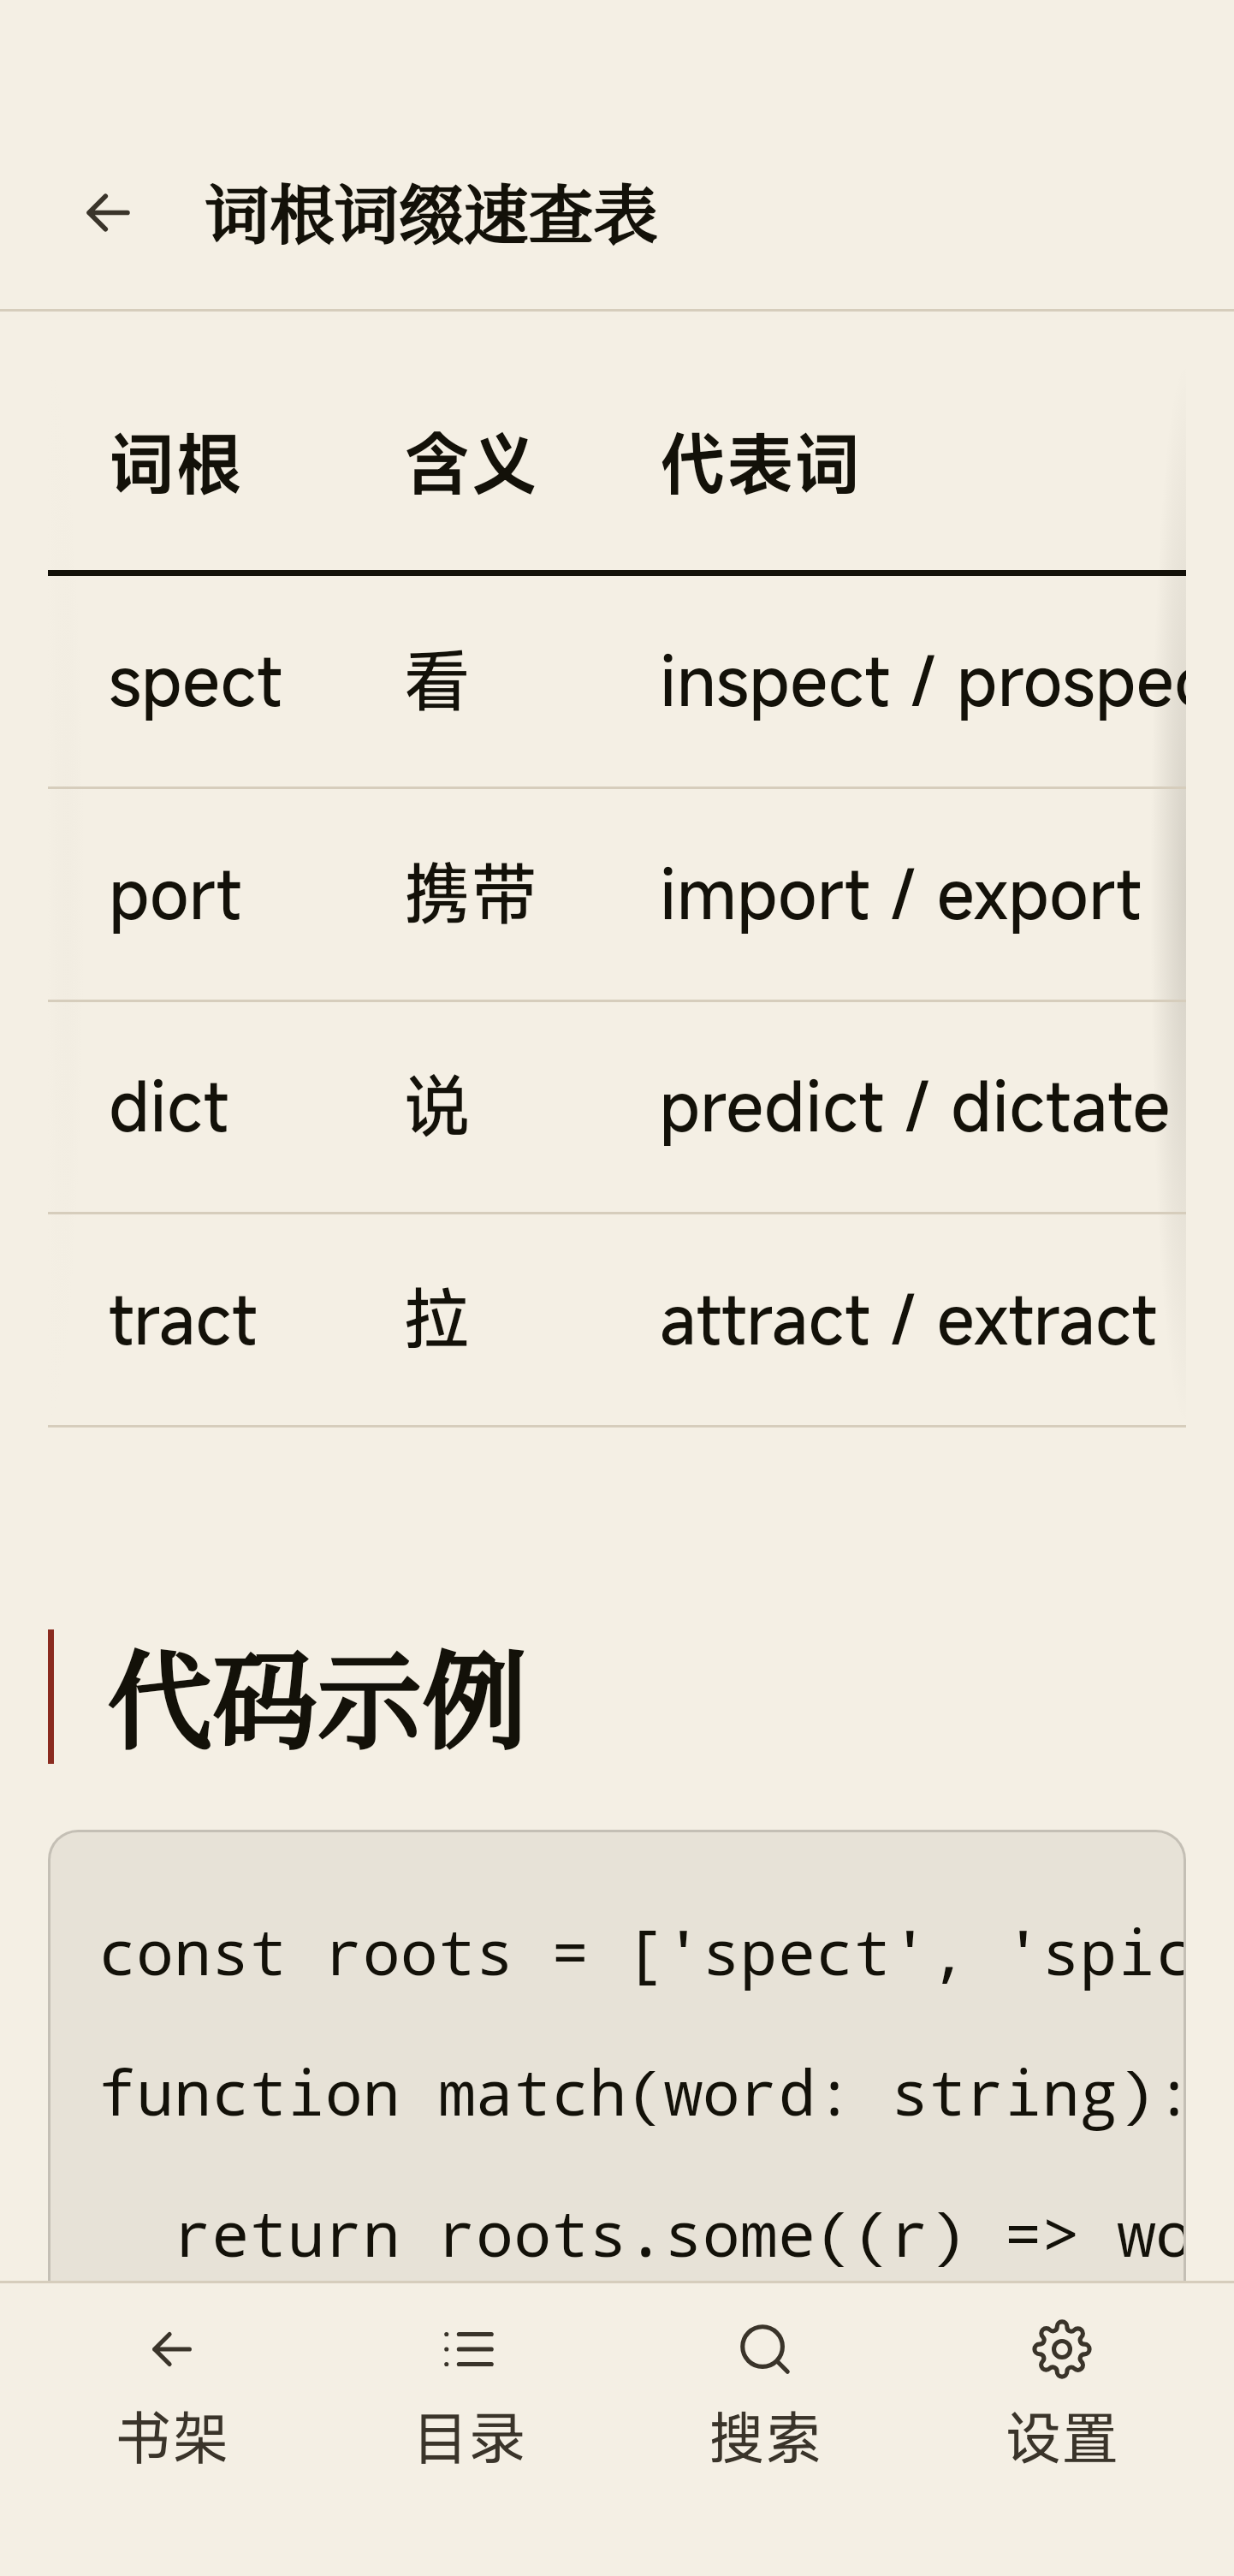 词根词缀速查表
词根 含义 代表词
spect 看 inspect / prospec
port 携带 import / export
dict 说 predict / dictate
tract 拉 attract / extract
代码示例
const roots = ['spect', 'spic
function match(word: string):
return roots.some((r) => wo
书架 目录 搜索 设置